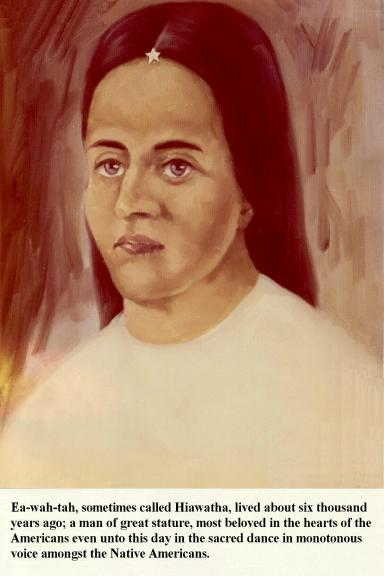 Ea-wah-tah, sometimes called Hiawatha, lived about six thousand
years ago; a man of great stature, most beloved in the hearts of the
Americans even unto this day in the sacred dance in monotonous
voice amongst the Native Americans.